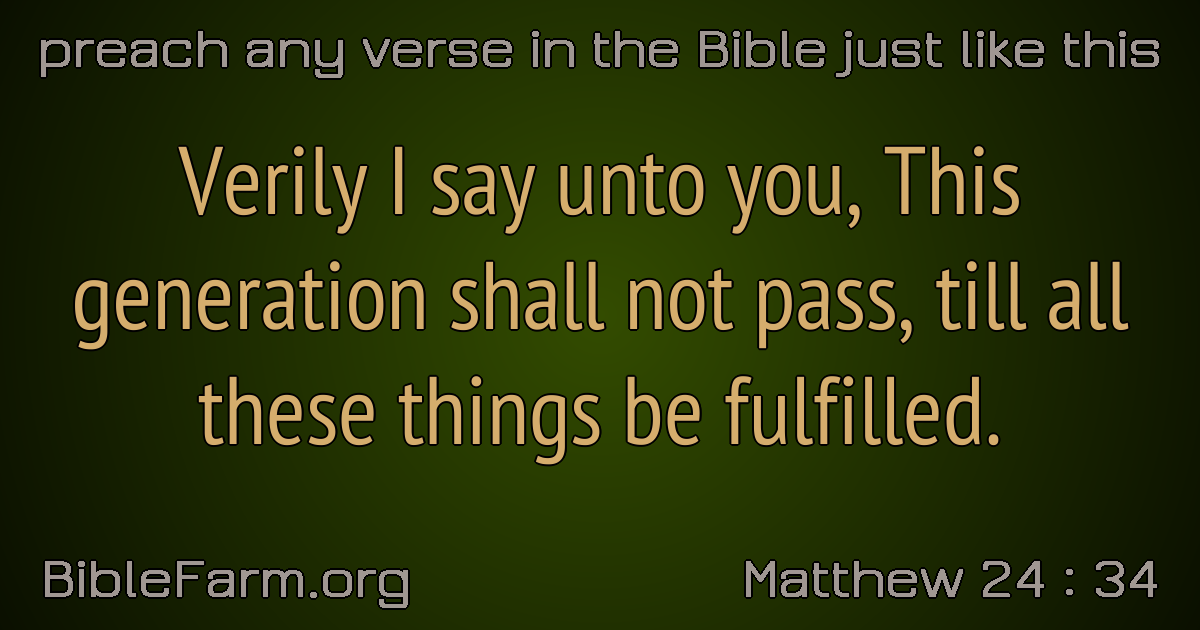 preach any verse in the Bible just like this
Verily I say unto you, This
generation shall not pass, till all
these things be fulfilled.
BibleFarm.org
Matthew 24 : 34